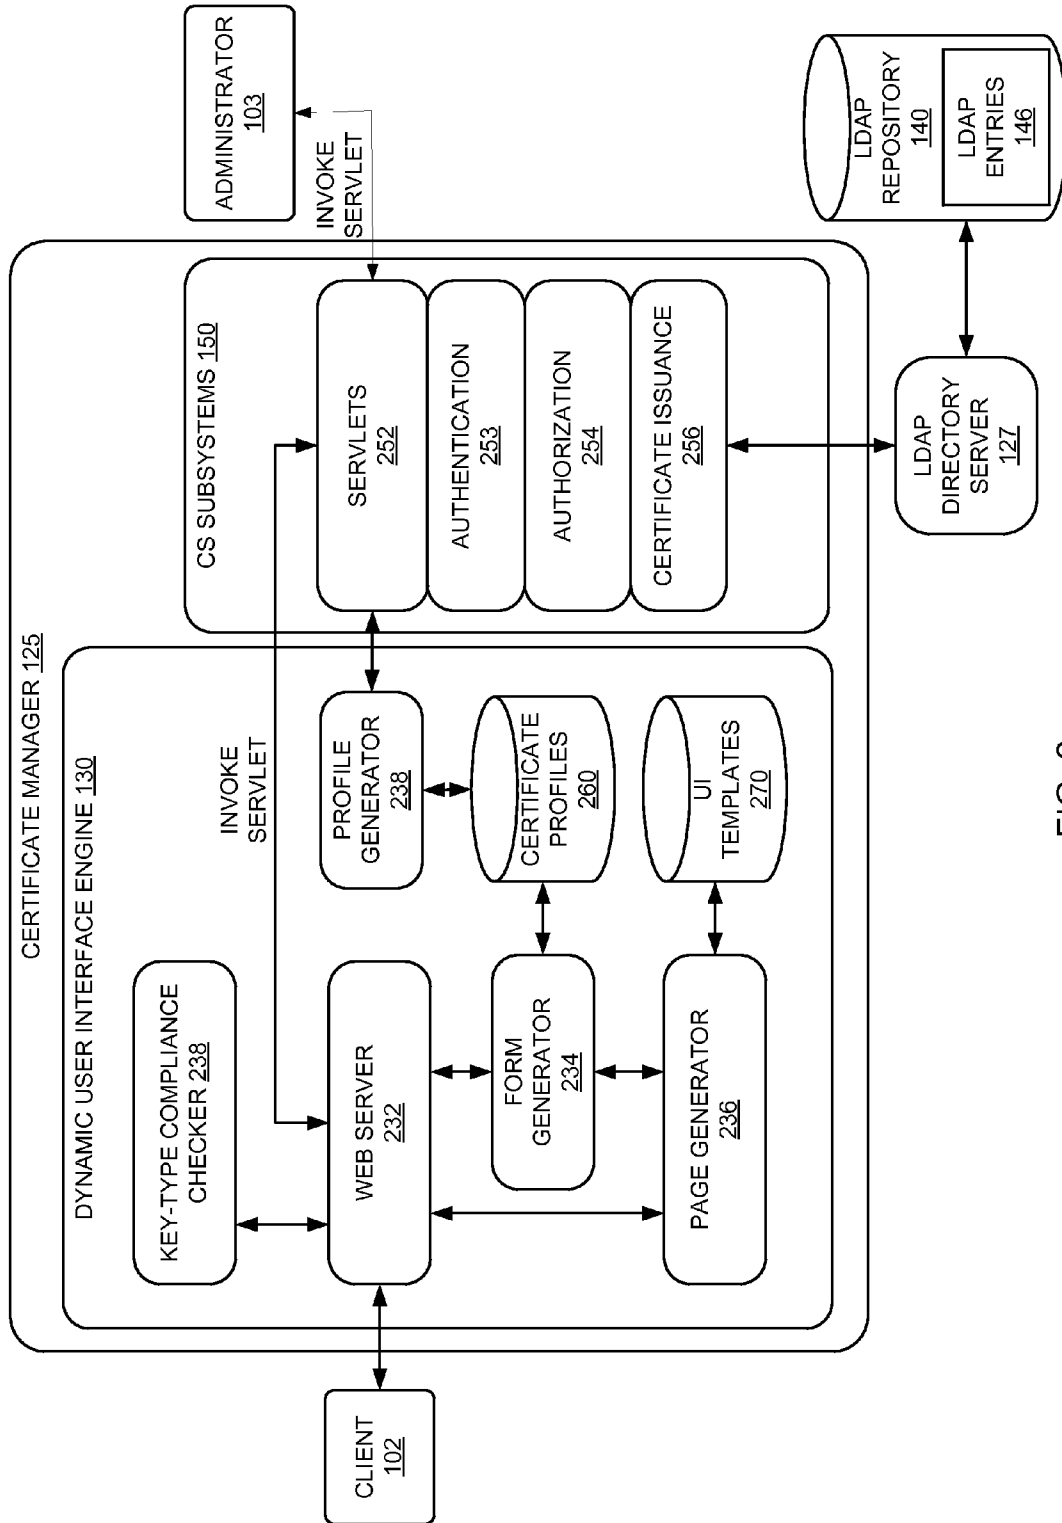 CERTIFICATE MANAGER 125
DYNAMIC USER INTERFACE ENGINE 130
KEY-TYPE COMPLIANCE
CHECKER 238
INVOKE
SERVLET
CLIENT
102
WEB SERVER
232
PROFILE
GENERATOR
238
FORM
GENERATOR
234
CERTIFICATE
PROFILES
260
PAGE GENERATOR
236
UI
TEMPLATES
270
CS SUBSYSTEMS 150
SERVLETS
252
AUTHENTICATION
253
AUTHORIZATION
254
CERTIFICATE ISSUANCE
256
ADMINISTRATOR
103
INVOKE
SERVLET
LDAP
DIRECTORY
SERVER
127
LDAP
REPOSITORY
140
LDAP
ENTRIES
146